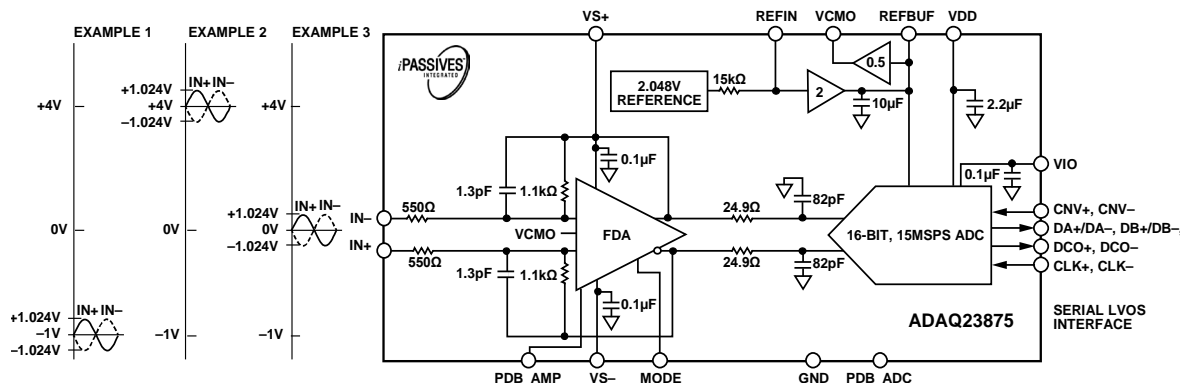 EXAMPLE 1
+4V
0V
+1.024V
IN+ IN–
–1V
–1.024V
EXAMPLE 2
+1.024V
IN+ IN–
+4V
–1.024V
0V
–1V
EXAMPLE 3
+4V
+1.024V
IN+ IN–
0V
–1.024V
–1V
VS+
REFIN
VCMO
REFBUF
VDD
iPASSIVES™
INTEGRATED
2.048V
REFERENCE
15kΩ
2
0.5
10µF
2.2µF
0.1µF
VIO
0.1µF
1.3pF
1.1kΩ
IN–
550Ω
VCMO
FDA
24.9Ω
82pF
IN+
550Ω
1.3pF
1.1kΩ
24.9Ω
82pF
0.1µF
16-BIT, 15MSPS ADC
CNV+, CNV–
DA+/DA–, DB+/DB–,
DCO+, DCO–
CLK+, CLK–
ADAQ23875
SERIAL LVOS
INTERFACE
PDB_AMP
VS–
MODE
GND
PDB_ADC